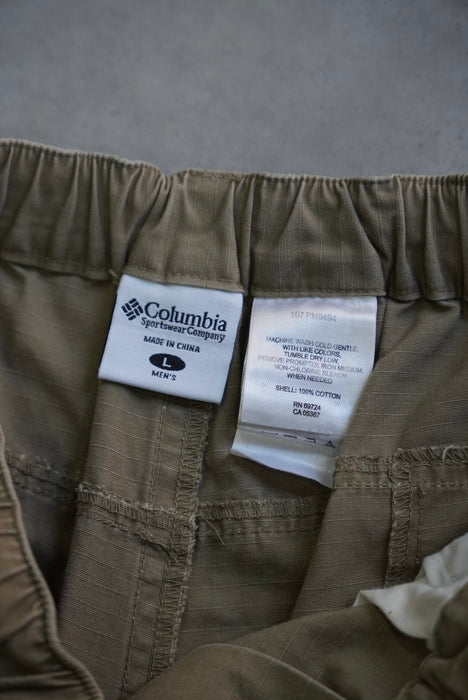 Columbia
Sportswear Company
MADE IN CHINA
L
MEN'S
107 PM8494
MACHINE WASH COLD GENTLE,
WITH LIKE COLORS,
TUMBLE DRY LOW,
REMOVE PROMPTLY, IRON MEDIUM,
NON-CHLORINE BLEACH
WHEN NEEDED
SHELL: 100% COTTON
RN 69724
CA 05367